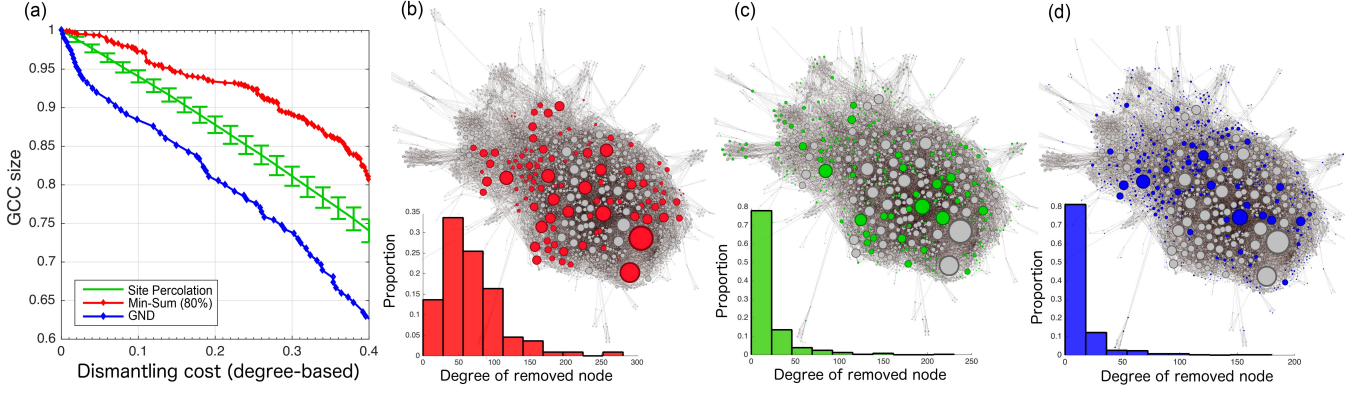 (a)
GCC size
1
0.95
0.9
0.85
0.8
0.75
0.7
0.65
0.6
Site Percolation
Min-Sum (80%)
GND
0 0.1 0.2 0.3 0.4
Dismantling cost (degree-based)
(b)
Proportion
0.35
0.3
0.25
0.2
0.15
0.1
0.05
0
0 50 100 150 200 250 300
Degree of removed node
(c)
Proportion
0.8
0.7
0.6
0.5
0.4
0.3
0.2
0.1
0
0 50 100 150 200 250
Degree of removed node
(d)
Proportion
0.9
0.8
0.7
0.6
0.5
0.4
0.3
0.2
0.1
0
0 50 100 150 200
Degree of removed node